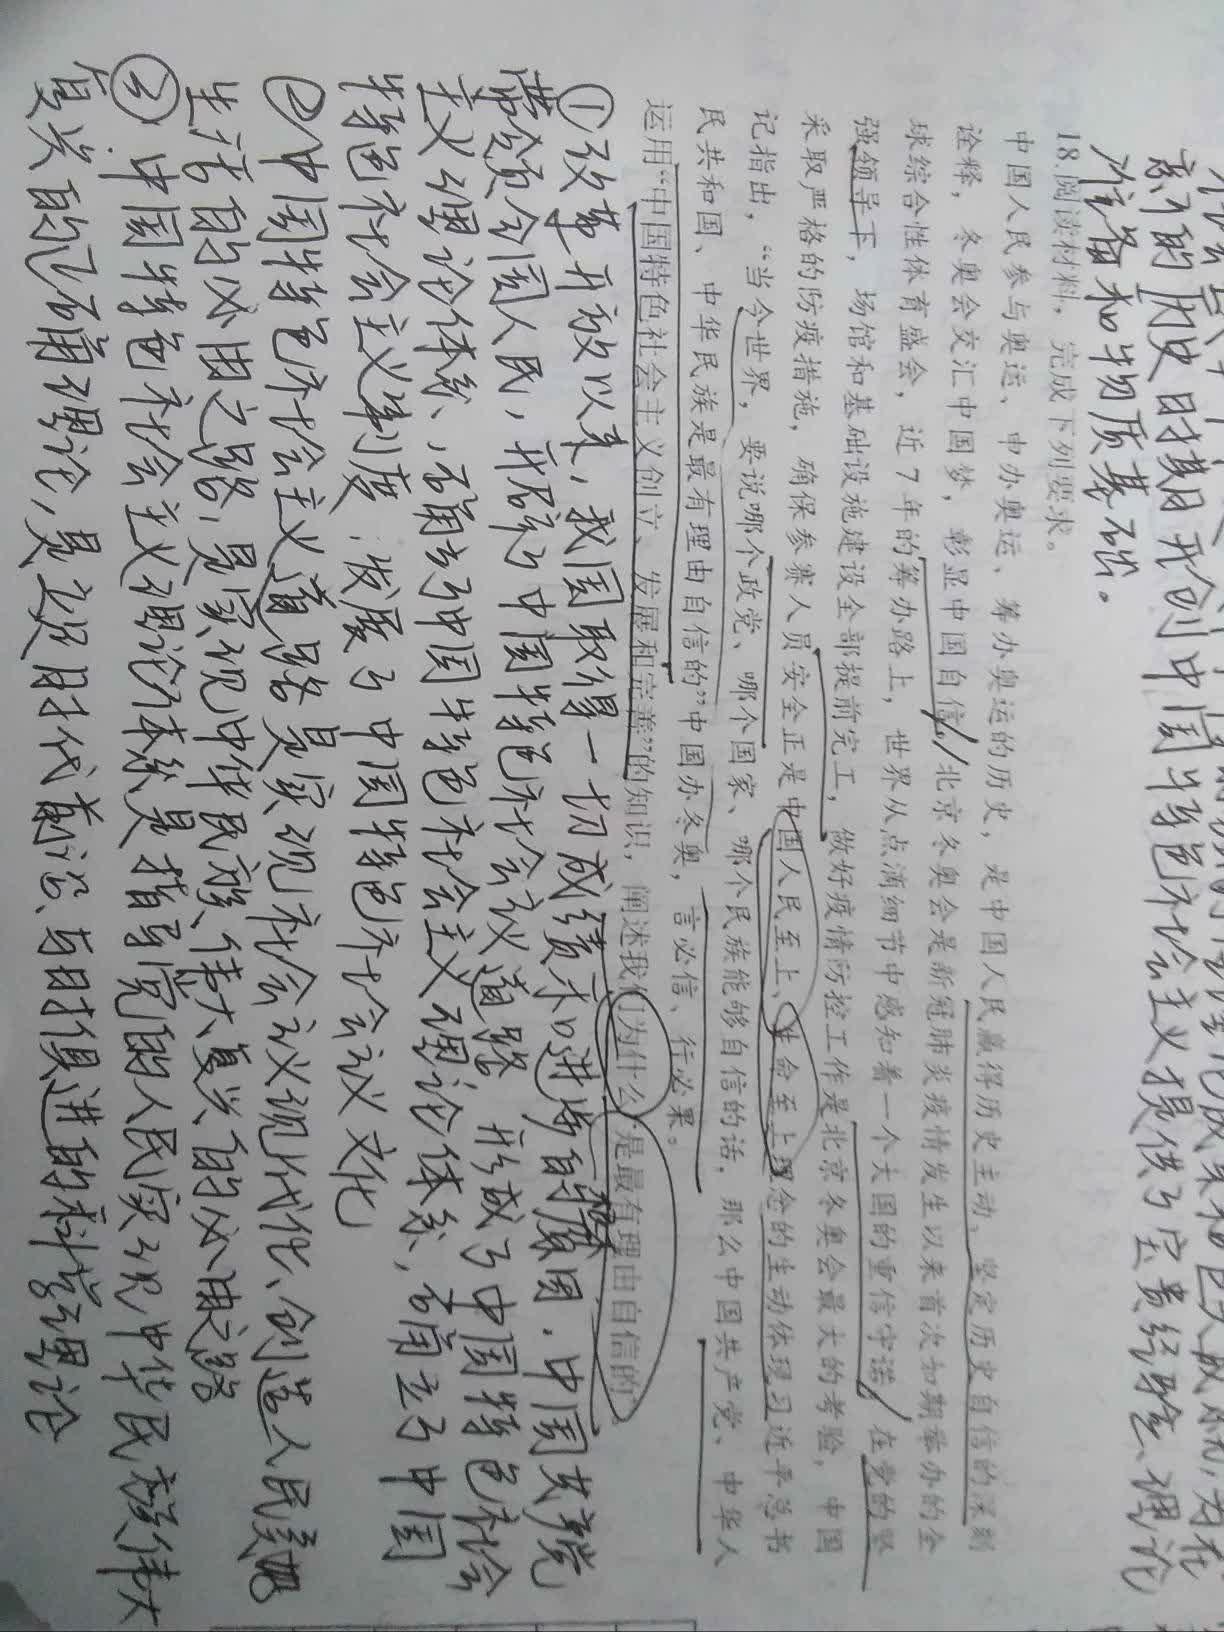 意的历史时期开创中国特色社会主义提供了宝贵经验、理论
准备和物质基础。
18.阅读材料，完成下列要求。
中国人民参与奥运、申办奥运、筹办奥运的历史，是中国人民赢得历史主动、坚定历史自信的深刻
诠释，冬奥会交汇中国梦，彰显中国自信。北京冬奥会是新冠肺炎疫情发生以来首次如期举办的全
球综合性体育盛会，近7年的筹办路上，世界从点滴细节中感知着一个大国的重信守诺。在党的坚
强领导下，场馆和基础设施建设全部提前完工，做好疫情防控工作是北京冬奥会最大的考验，中国
采取严格的防疫措施，确保参赛人员安全正是中国人民至上、生命至上理念的生动体现习近平总书
记指出，“当今世界，要说哪个政党、哪个国家、哪个民族能够自信的话，那么中国共产党、中华人
民共和国、中华民族是最有理由自信的”中国办冬奥，言必信、行必果。
运用“中国特色社会主义创立、发展和完善”的知识，阐述我们为什么是最有理由自信的
①改革开放以来，我国取得一切成绩和进步的根本原因．中国共产党
带领全国人民，开辟了中国特色社会议道路 形成了中国特色社会
主义理论体系、确立了中国特色社会主义理论体系，确立了中国
特色社会主义制度，发展了中国特色社会议文化
②中国特色社会主义道路是实现社会议现代化、创造人民美好
生活的必由之路，是实现中华民族伟大复兴的必由之路
③ 中国特色社会主义理论体系是指导党的人民实现中华民族伟大
复兴的正确理论，是立足时代前沿、与时俱进的科学理论